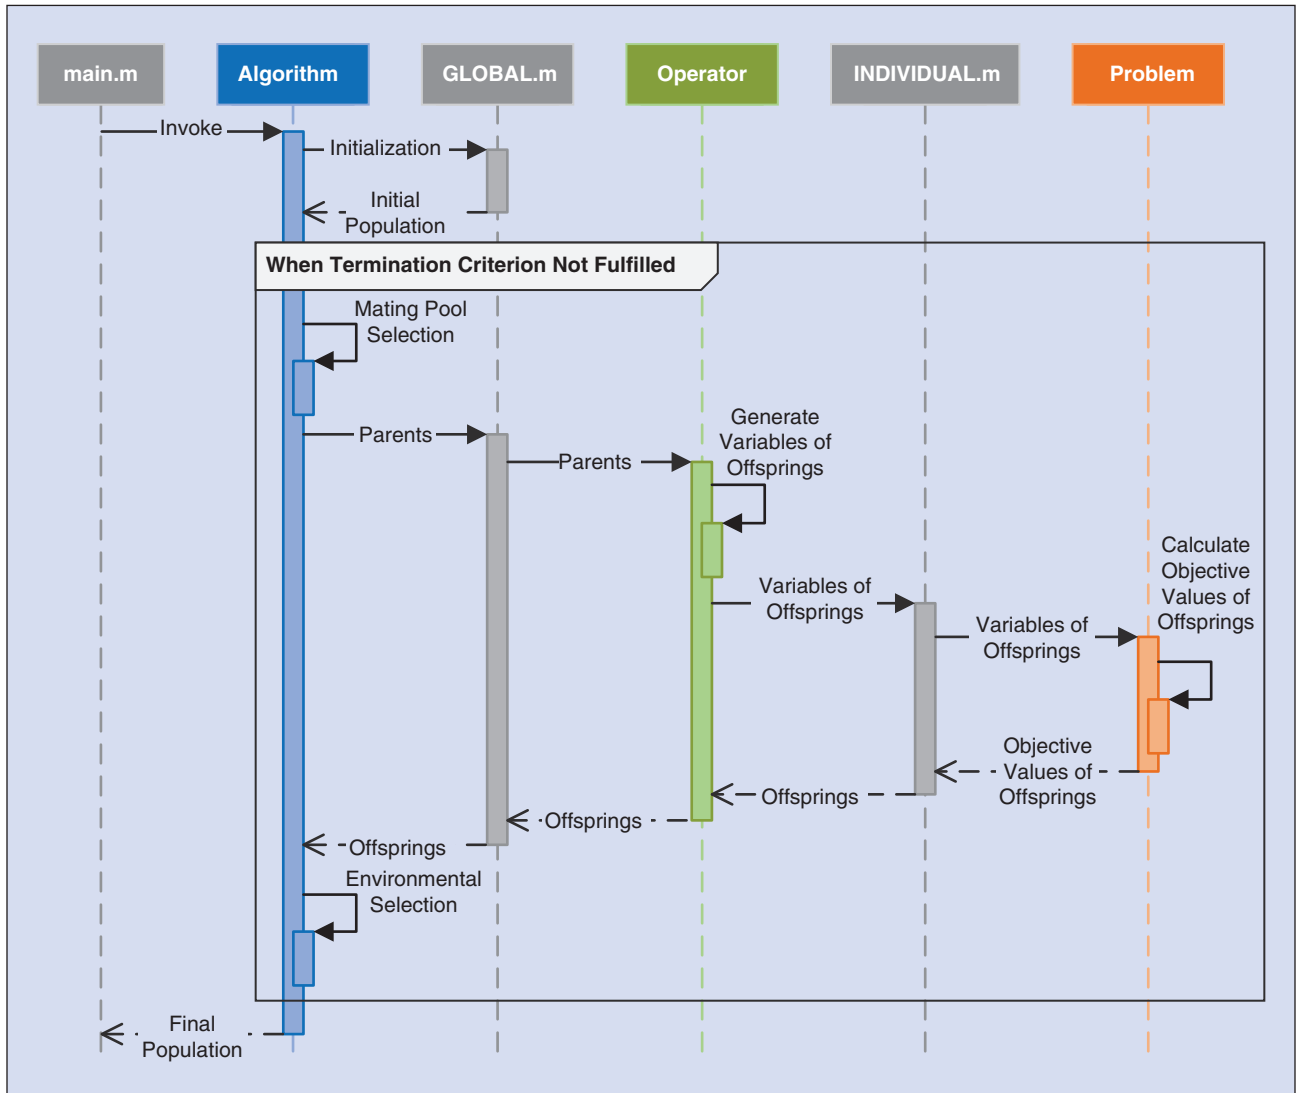 main.m
Algorithm
GLOBAL.m
Operator
INDIVIDUAL.m
Problem
Invoke
Initialization
Initial
Population
When Termination Criterion Not Fulfilled
Mating Pool
Selection
Parents
Parents
Generate
Variables of
Offsprings
Variables of
Offsprings
Variables of
Offsprings
Calculate
Objective
Values of
Offsprings
Objective
Values of
Offsprings
Offsprings
Offsprings
Offsprings
Environmental
Selection
Final
Population